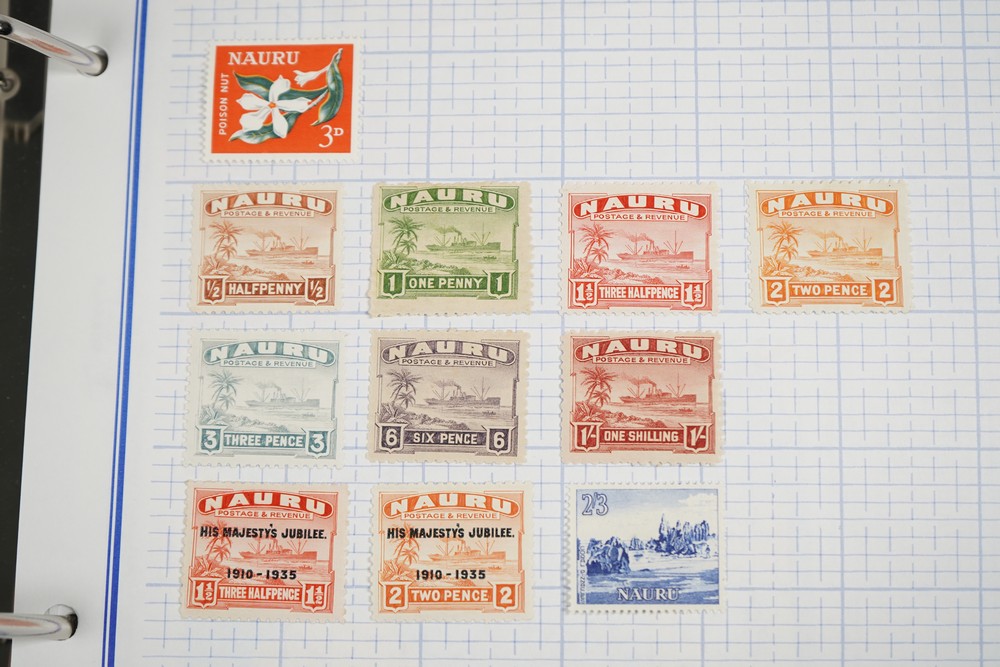 NAURU
POISON NUT
3D
NAURU
POSTAGE & REVENUE
½ HALFPENNY ½
NAURU
POSTAGE & REVENUE
1 ONE PENNY 1
NAURU
POSTAGE & REVENUE
1½ THREE HALFPENCE 1½
NAURU
POSTAGE & REVENUE
2 TWO PENCE 2
NAURU
POSTAGE & REVENUE
3 THREE PENCE 3
NAURU
POSTAGE & REVENUE
6 SIX PENCE 6
NAURU
POSTAGE & REVENUE
1/- ONE SHILLING 1/-
NAURU
POSTAGE & REVENUE
HIS MAJESTY'S JUBILEE.
1910-1935
1½ THREE HALFPENCE 1½
NAURU
POSTAGE & REVENUE
HIS MAJESTY'S JUBILEE.
1910-1935
2 TWO PENCE 2
2/3
NAURU